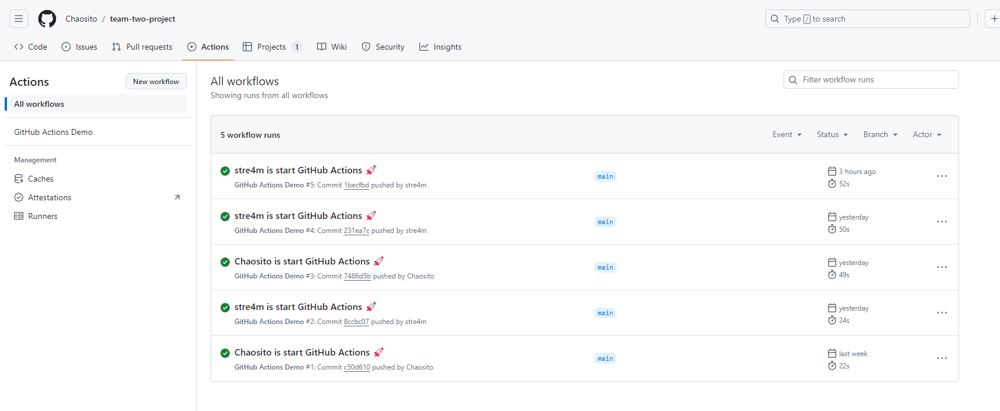 Chaosito / team-two-project
Type / to search
Code Issues Pull requests Actions Projects 1 Wiki Security Insights
Actions
New workflow
All workflows
GitHub Actions Demo
Management
Caches
Attestations
Runners
All workflows
Showing runs from all workflows
Filter workflow runs
5 workflow runs
Event Status Branch Actor
stre4m is start GitHub Actions 🚀
GitHub Actions Demo #5: Commit 1becfbd pushed by stre4m
main
3 hours ago
52s
stre4m is start GitHub Actions 🚀
GitHub Actions Demo #4: Commit 231ea7c pushed by stre4m
main
yesterday
50s
Chaosito is start GitHub Actions 🚀
GitHub Actions Demo #3: Commit 7486d5b pushed by Chaosito
main
yesterday
49s
stre4m is start GitHub Actions 🚀
GitHub Actions Demo #2: Commit 8ccbc07 pushed by stre4m
main
yesterday
24s
Chaosito is start GitHub Actions 🚀
GitHub Actions Demo #1: Commit c50d610 pushed by Chaosito
main
last week
22s